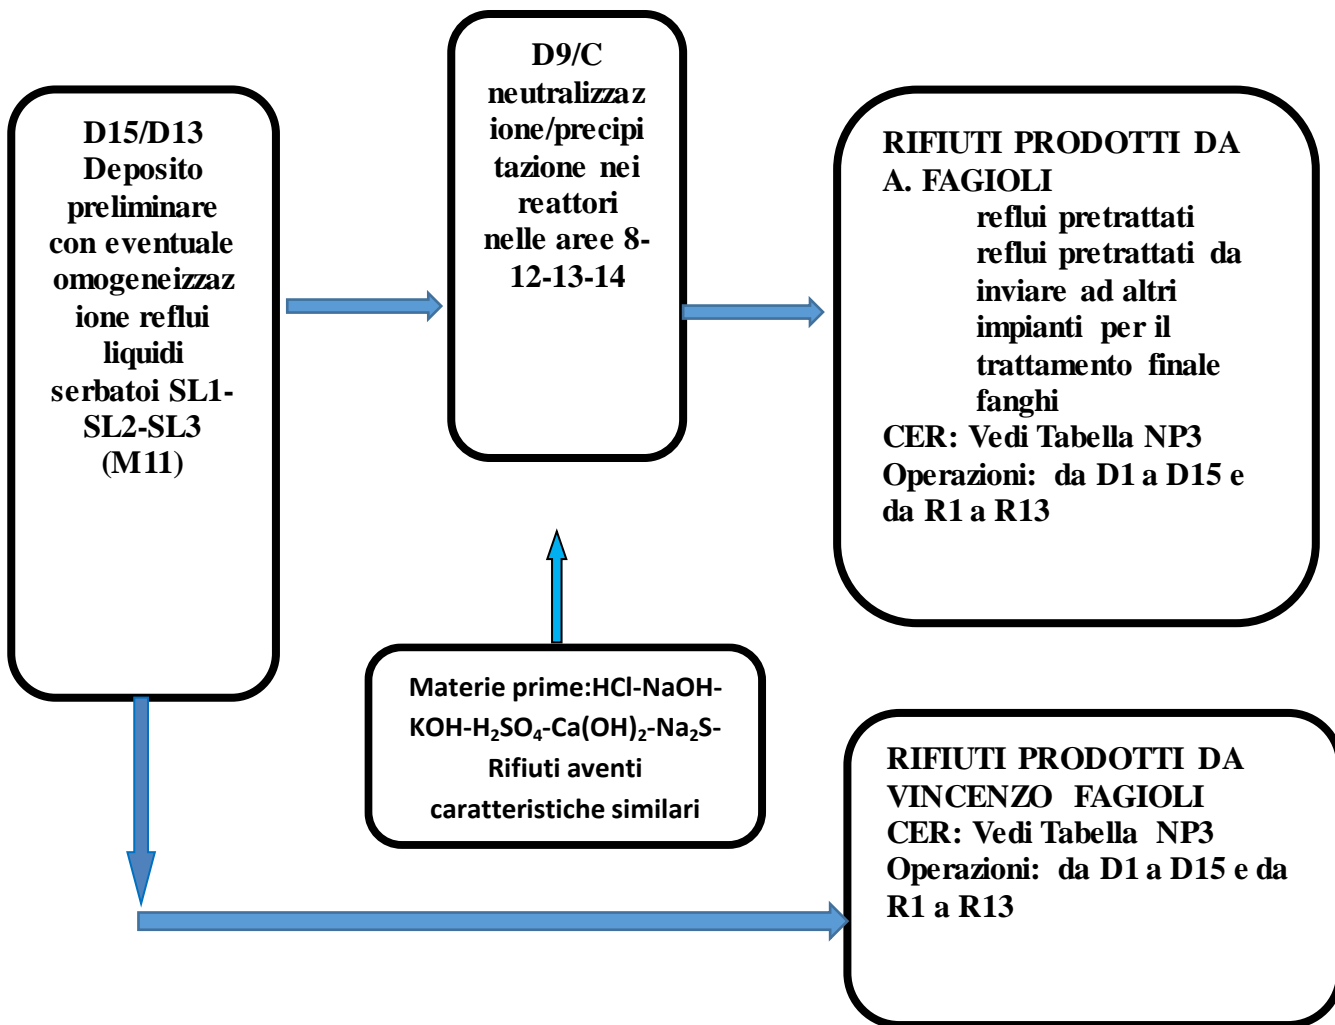 D15/D13
Deposito
preliminare
con eventuale
omogeneizzaz
ione reflui
liquidi
serbatoi SL1-
SL2-SL3
(M11)
D9/C
neutralizzaz
ione/precipi
tazione nei
reattori
nelle aree 8-
12-13-14
RIFIUTI PRODOTTI DA
A. FAGIOLI
reflui pretrattati
reflui pretrattati da
inviare ad altri
impianti per il
trattamento finale
fanghi
CER: Vedi Tabella NP3
Operazioni: da D1 a D15 e
da R1 a R13
Materie prime:HCl-NaOH-
KOH-H₂SO₄-Ca(OH)₂-Na₂S-
Rifiuti aventi
caratteristiche similari
RIFIUTI PRODOTTI DA
VINCENZO FAGIOLI
CER: Vedi Tabella NP3
Operazioni: da D1 a D15 e da
R1 a R13